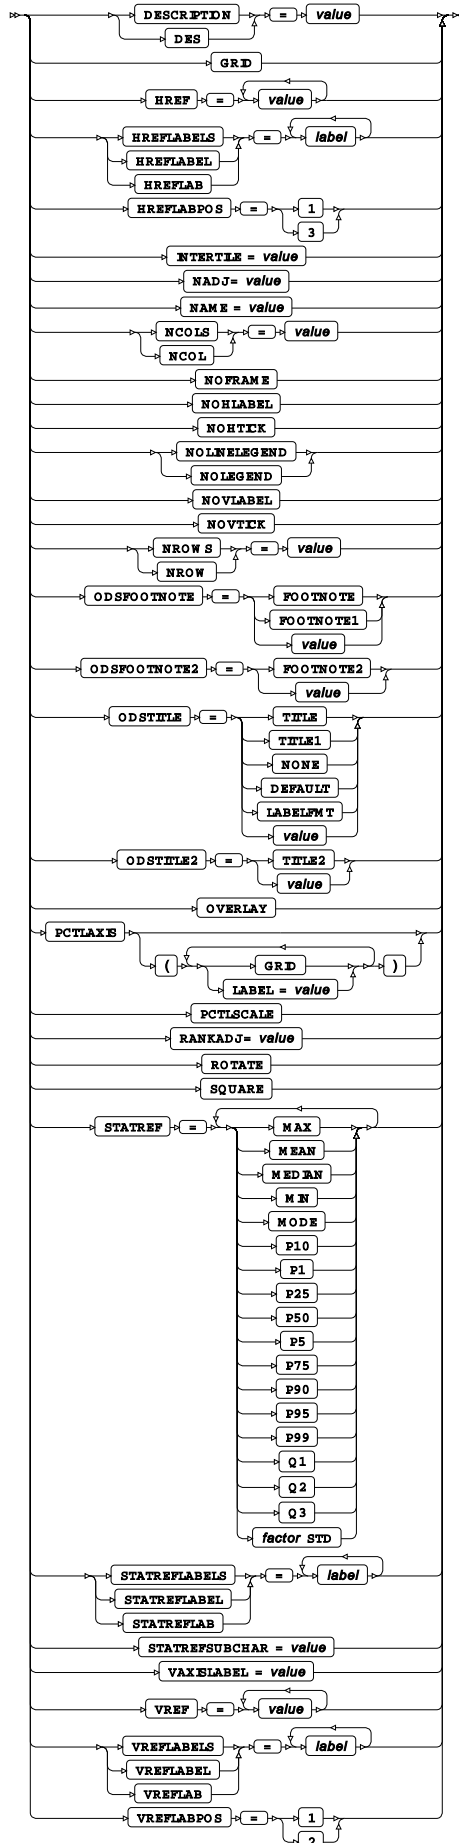 DESCRIPTION = value
DES
GRID
HREF = value
HREFLABELS = label
HREFLABEL
HREFLAB
HREFLABPOS = 1
3
INTERTILE = value
NADJ= value
NAME = value
NCOLS = value
NCOL
NOFRAME
NOHLABEL
NOHTICK
NOLINELEGEND
NOLEGEND
NOVLABEL
NOVTICK
NROWS = value
NROW
ODSFOOTNOTE = FOOTNOTE
FOOTNOTE1
value
ODSFOOTNOTE2 = FOOTNOTE2
value
ODSTITLE = TITLE
TITLE1
NONE
DEFAULT
LABELFMT
value
ODSTITLE2 = TITLE2
value
OVERLAY
PCTLAXIS
( GRID )
LABEL = value
PCTLSCALE
RANKADJ= value
ROTATE
SQUARE
STATREF = MAX
MEAN
MEDIAN
MIN
MODE
P10
P1
P25
P50
P5
P75
P90
P95
P99
Q1
Q2
Q3
factor STD
STATREFLABELS = label
STATREFLABEL
STATREFLAB
STATREFSUBCHAR = value
VAXISLABEL = value
VREF = value
VREFLABELS = label
VREFLABEL
VREFLAB
VREFLABPOS = 1